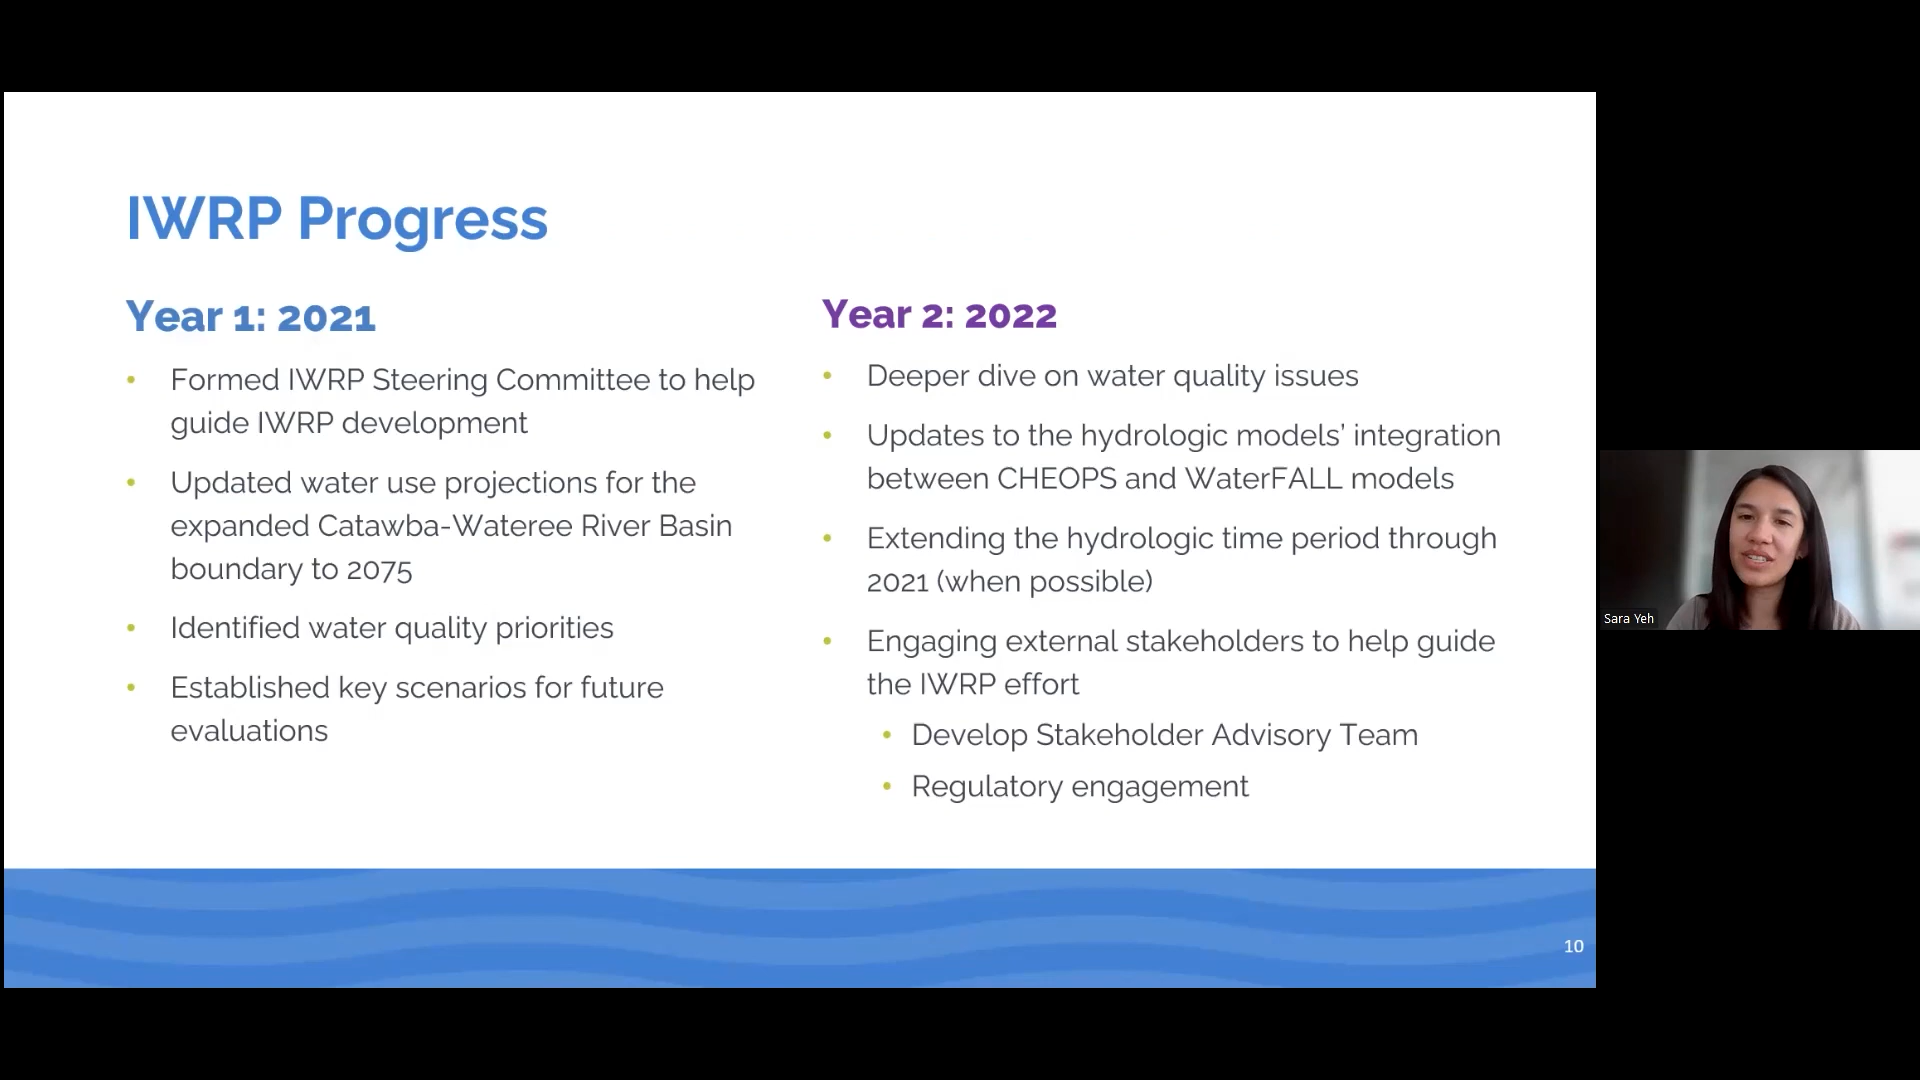 IWRP Progress
Year 1: 2021
• Formed IWRP Steering Committee to help
guide IWRP development
• Updated water use projections for the
expanded Catawba-Wateree River Basin
boundary to 2075
• Identified water quality priorities
• Established key scenarios for future
evaluations
Year 2: 2022
• Deeper dive on water quality issues
• Updates to the hydrologic models’ integration
between CHEOPS and WaterFALL models
• Extending the hydrologic time period through
2021 (when possible)
• Engaging external stakeholders to help guide
the IWRP effort
• Develop Stakeholder Advisory Team
• Regulatory engagement
10
Sara Yeh